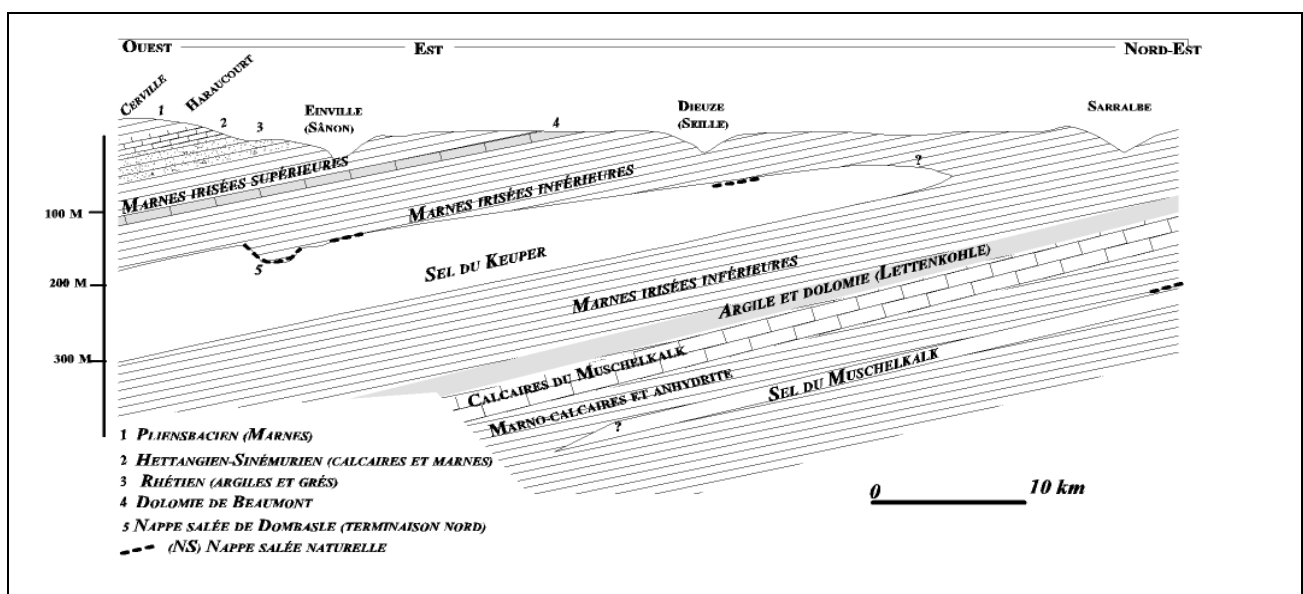 OUEST EST NORD-EST
CERVILLE
1
HARAUCOURT
2
3
EINVILLE
(SÂNON)
4
DIEUZE
(SEILLE)
SARRALBE
?
MARNES IRISÉES SUPÉRIEURES
MARNES IRISÉES INFÉRIEURES
100 M
5
SEL DU KEUPER
200 M
MARNES IRISÉES INFÉRIEURES
ARGILE ET DOLOMIE (LETTENKOHLE)
300 M
CALCAIRES DU MUSCHELKALK
MARNO-CALCAIRES ET ANHYDRITE
SEL DU MUSCHELKALK
?
1 PLIENSBACIEN (MARNES)
2 HETTANGIEN-SINÉMURIEN (CALCAIRES ET MARNES)
3 RHÉTIEN (ARGILES ET GRÉS)
4 DOLOMIE DE BEAUMONT
5 NAPPE SALÉE DE DOMBASLE (TERMINAISON NORD)
(NS) NAPPE SALÉE NATURELLE
0 10 km